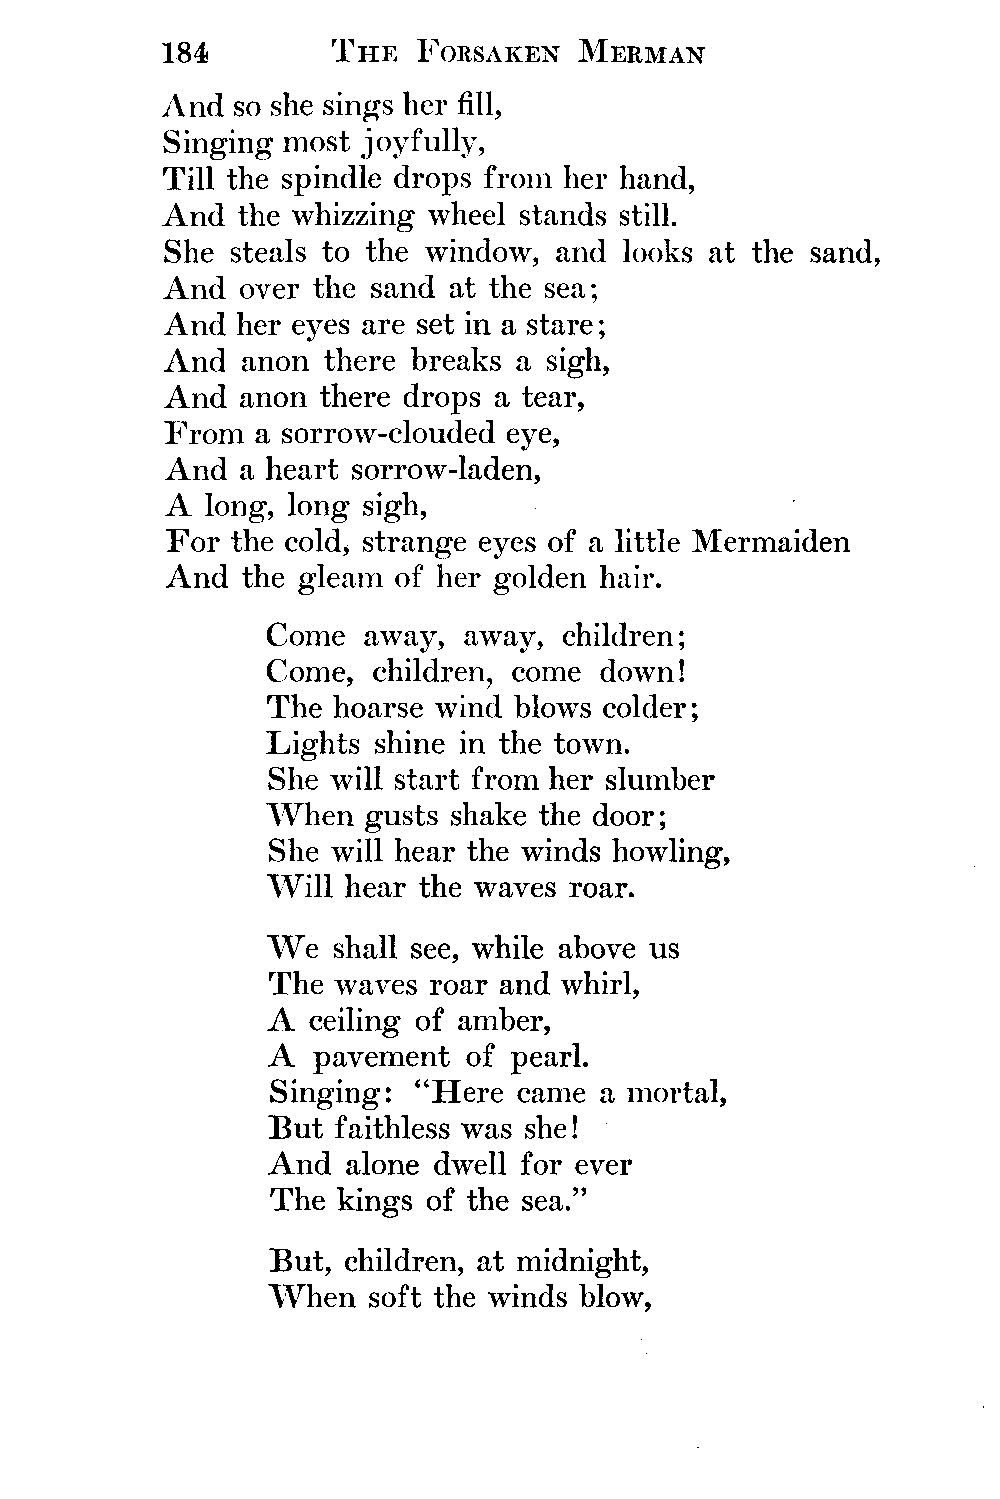 184 The Forsaken Merman
And so she sings her fill,
Singing most joyfully,
Till the spindle drops from her hand,
And the whizzing wheel stands still.
She steals to the window, and looks at the sand,
And over the sand at the sea;
And her eyes are set in a stare;
And anon there breaks a sigh,
And anon there drops a tear,
From a sorrow-clouded eye,
And a heart sorrow-laden,
A long, long sigh,
For the cold, strange eyes of a little Mermaiden
And the gleam of her golden hair.
Come away, away, children;
Come, children, come down!
The hoarse wind blows colder;
Lights shine in the town.
She will start from her slumber
When gusts shake the door;
She will hear the winds howling,
Will hear the waves roar.
We shall see, while above us
The waves roar and whirl,
A ceiling of amber,
A pavement of pearl.
Singing: "Here came a mortal,
But faithless was she!
And alone dwell for ever
The kings of the sea."
But, children, at midnight,
When soft the winds blow,